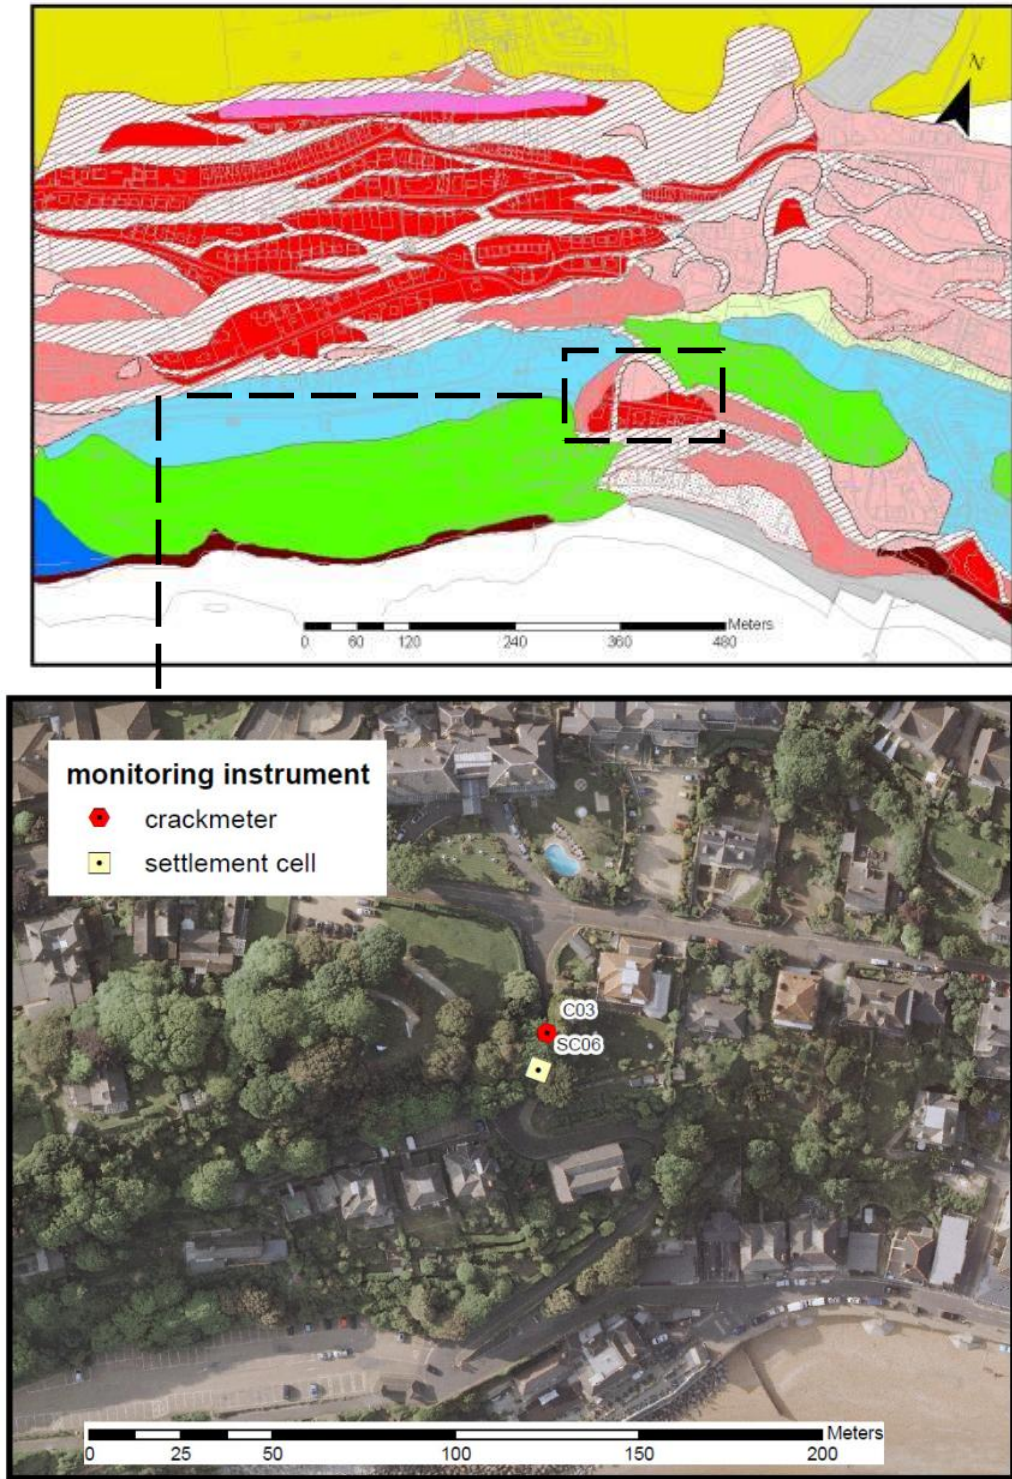 N
Meters
0 60 120 240 360 480
monitoring instrument
crackmeter
settlement cell
C03
SC06
Meters
0 25 50 100 150 200